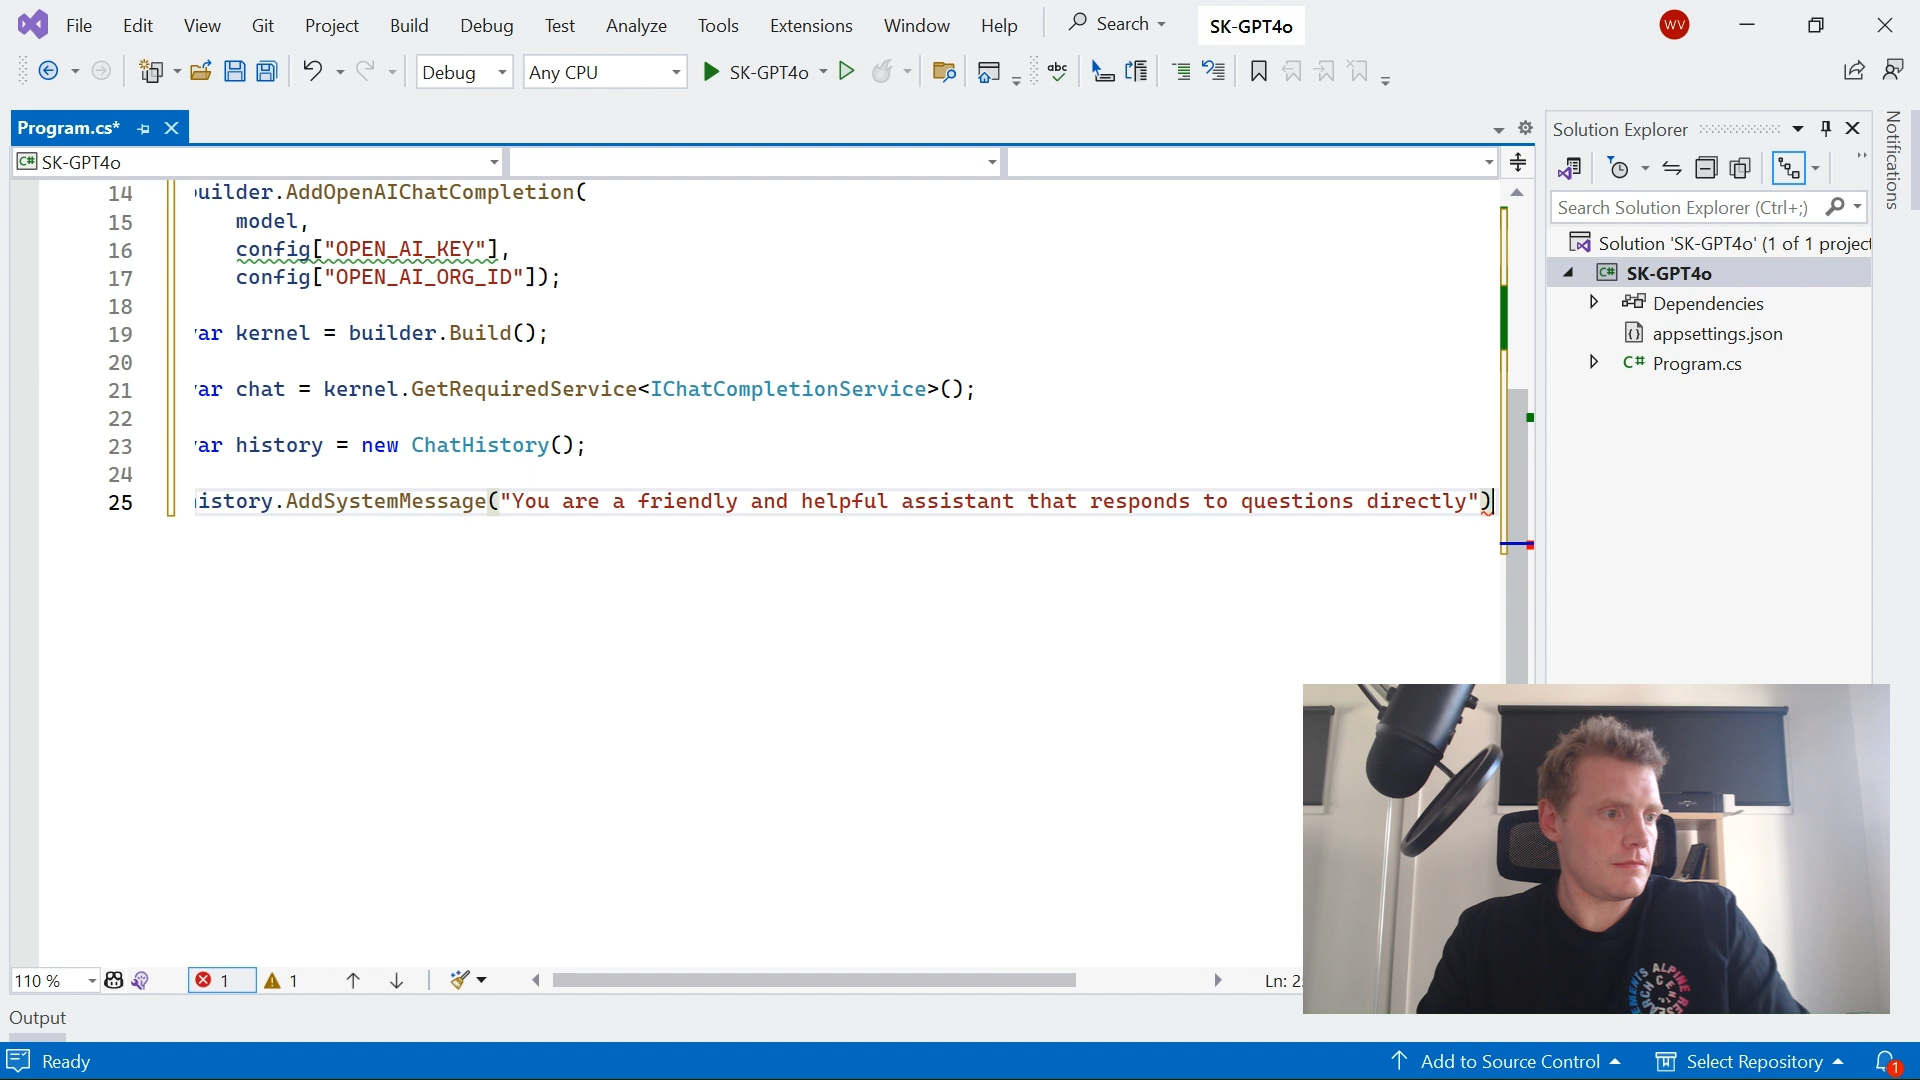 File Edit View Git Project Build Debug Test Analyze Tools Extensions Window Help Search SK-GPT4o WV
Debug Any CPU SK-GPT4o abc
Program.cs*
C# SK-GPT4o
14 uilder.AddOpenAIChatCompletion(
15 model,
16 config["OPEN_AI_KEY"],
17 config["OPEN_AI_ORG_ID"]);
18
19 ar kernel = builder.Build();
20
21 ar chat = kernel.GetRequiredService<IChatCompletionService>();
22
23 ar history = new ChatHistory();
24
25 istory.AddSystemMessage("You are a friendly and helpful assistant that responds to questions directly")
110 % 1 1 Ln: 2
Output
Ready Add to Source Control Select Repository 1
Solution Explorer
Search Solution Explorer (Ctrl+;)
Solution 'SK-GPT4o' (1 of 1 project
C# SK-GPT4o
Dependencies
appsettings.json
C# Program.cs
Notifications
ALPINE
RESEARCH
CENTRE